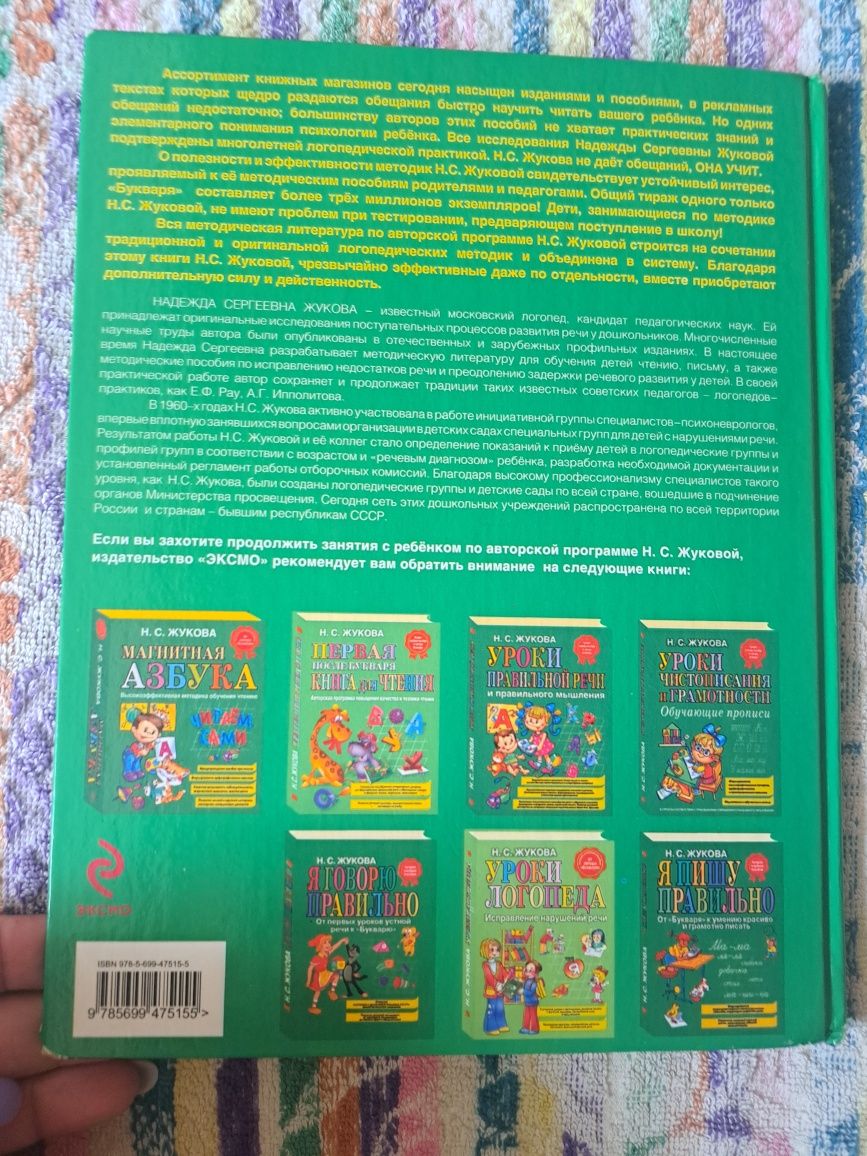 Ассортимент книжных магазинов сегодня насыщен изданиями и пособиями, в рекламных
текстах которых щедро раздаются обещания быстро научить читать вашего ребёнка. Но одних
обещаний недостаточно; большинству авторов этих пособий не хватает практических знаний и
элементарного понимания психологии ребёнка. Все исследования Надежды Сергеевны Жуковой
подтверждены многолетней логопедической практикой. Н.С. Жукова не даёт обещаний, ОНА УЧИТ.
О полезности и эффективности методик Н.С. Жуковой свидетельствует устойчивый интерес,
проявляемый к её методическим пособиям родителями и педагогами. Общий тираж одного только
«Букваря» составляет более трёх миллионов экземпляров! Дети, занимающиеся по методике
Н.С. Жуковой, не имеют проблем при тестировании, предваряющем поступление в школу!
Вся методическая литература по авторской программе Н.С. Жуковой строится на сочетании
традиционной и оригинальной логопедических методик и объединена в систему. Благодаря
этому книги Н.С. Жуковой, чрезвычайно эффективные даже по отдельности, вместе приобретают
дополнительную силу и действенность.
НАДЕЖДА СЕРГЕЕВНА ЖУКОВА – известный московский логопед, кандидат педагогических наук. Ей
принадлежат оригинальные исследования поступательных процессов развития речи у дошкольников. Многочисленные
научные труды автора были опубликованы в отечественных и зарубежных профильных изданиях. В настоящее
время Надежда Сергеевна разрабатывает методическую литературу для обучения детей чтению, письму, а также
методические пособия по исправлению недостатков речи и преодолению задержки речевого развития у детей. В своей
практической работе автор сохраняет и продолжает традиции таких известных советских педагогов – логопедов–
практиков, как Е.Ф. Рау, А.Г. Ипполитова.
В 1960–х годах Н.С. Жукова активно участвовала в работе инициативной группы специалистов–психоневрологов,
впервые вплотную занявшихся вопросами организации в детских садах специальных групп для детей с нарушениями речи.
Результатом работы Н.С. Жуковой и её коллег стало определение показаний к приёму детей в логопедические группы и
профилей групп в соответствии с возрастом и «речевым диагнозом» ребёнка, разработка необходимой документации и
установленный регламент работы отборочных комиссий. Благодаря высокому профессионализму специалистов такого
уровня, как Н.С. Жукова, были созданы логопедические группы и детские сады по всей стране, вошедшие в подчинение
органов Министерства просвещения. Сегодня сеть этих дошкольных учреждений распространена по всей территории
России и странам – бывшим республикам СССР.
Если вы захотите продолжить занятия с ребёнком по авторской программе Н. С. Жуковой,
издательство «ЭКСМО» рекомендует вам обратить внимание на следующие книги:
Н. С. ЖУКОВА
МАГНИТНАЯ
АЗБУКА
Высокоэффективная методика обучения чтению
ЧИТАЕМ
САМИ
Н. С. ЖУКОВА
ПЕРВАЯ
ПОСЛЕ БУКВАРЯ
КНИГА для ЧТЕНИЯ
Авторская программа повышения качества и техники чтения
Н. С. ЖУКОВА
УРОКИ
ПРАВИЛЬНОЙ РЕЧИ
и правильного мышления
Н. С. ЖУКОВА
УРОКИ
ЧИСТОПИСАНИЯ
и ГРАМОТНОСТИ
Обучающие прописи
Н. С. ЖУКОВА
Я ГОВОРЮ
ПРАВИЛЬНО
От первых уроков устной
речи к «Букварю»
Н. С. ЖУКОВА
УРОКИ
ЛОГОПЕДА
Исправление нарушений речи
Н. С. ЖУКОВА
Я ПИШУ
ПРАВИЛЬНО
От «Букваря» к умению красиво
и грамотно писать
ЭКСМО
ISBN 978-5-699-47515-5
9 785699 475155 >